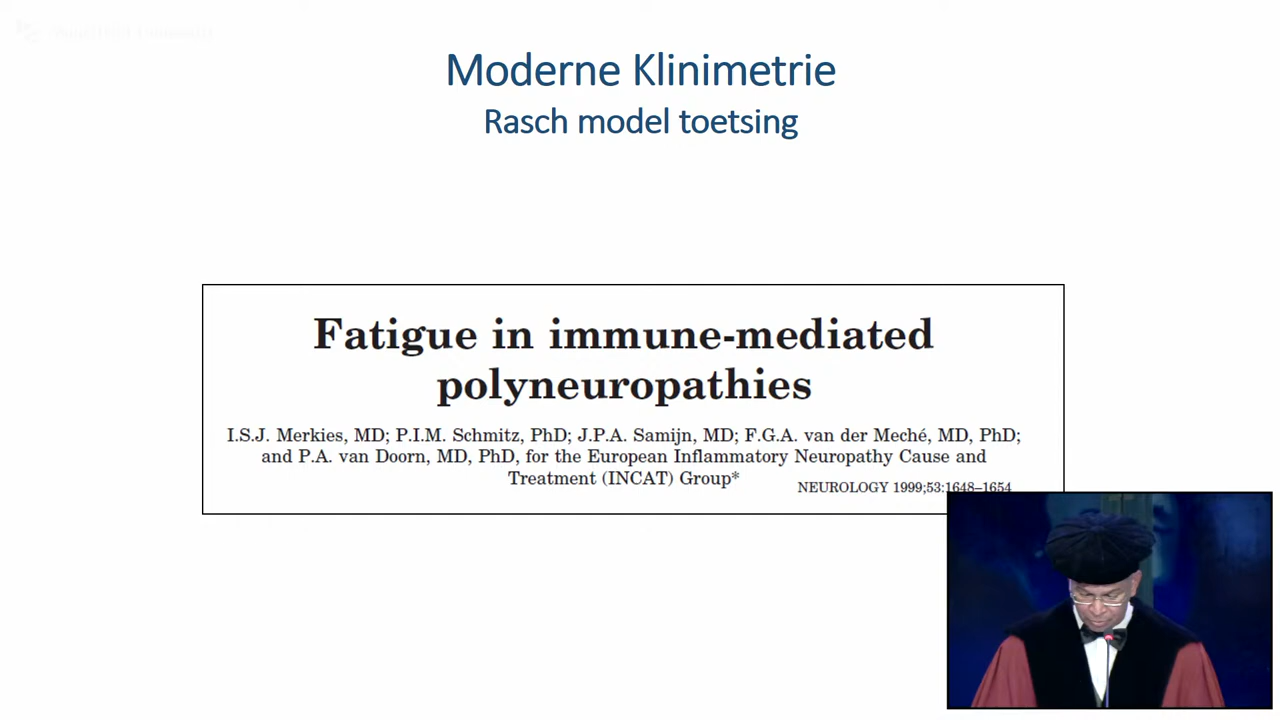 Moderne Klinimetrie
Rasch model toetsing
Fatigue in immune-mediated
polyneuropathies
I.S.J. Merkies, MD; P.I.M. Schmitz, PhD; J.P.A. Samijn, MD; F.G.A. van der Meché, MD, PhD;
and P.A. van Doorn, MD, PhD, for the European Inflammatory Neuropathy Cause and
Treatment (INCAT) Group*
NEUROLOGY 1999;53:1648–1654